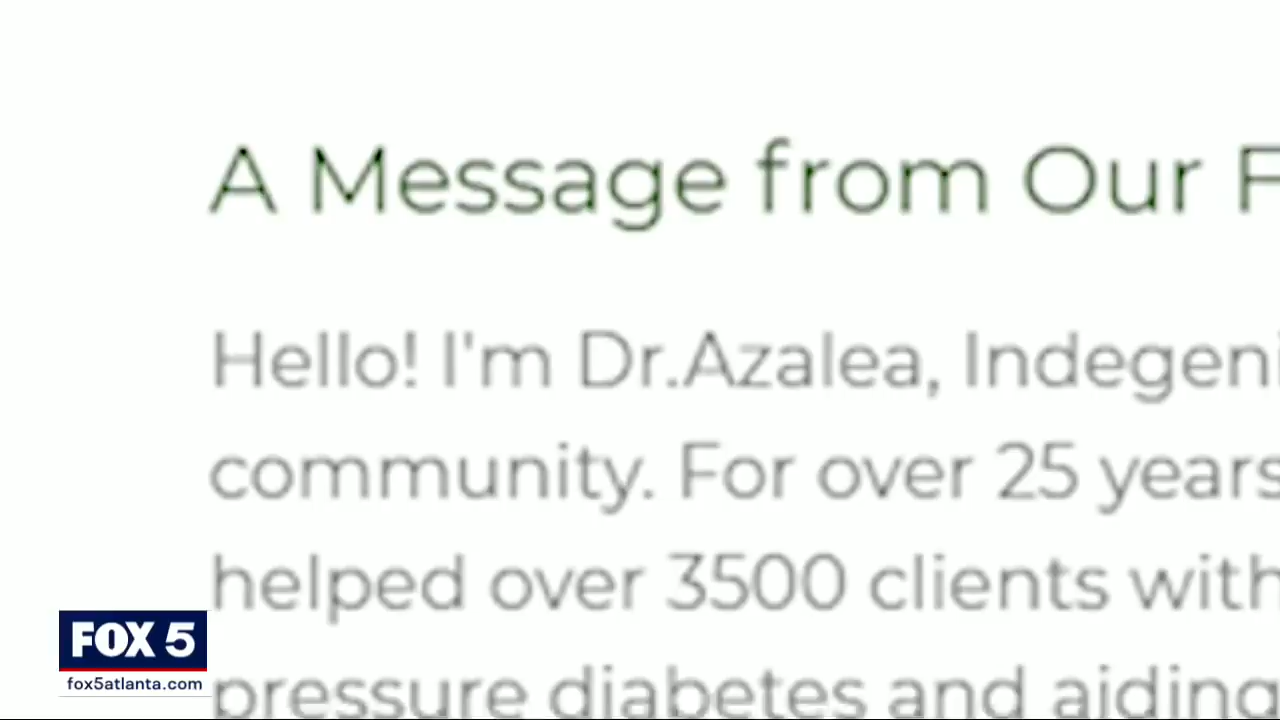 A Message from Our F
Hello! I'm Dr.Azalea, Indegeni
community. For over 25 years
helped over 3500 clients with
pressure diabetes and aiding
FOX 5
fox5atlanta.com